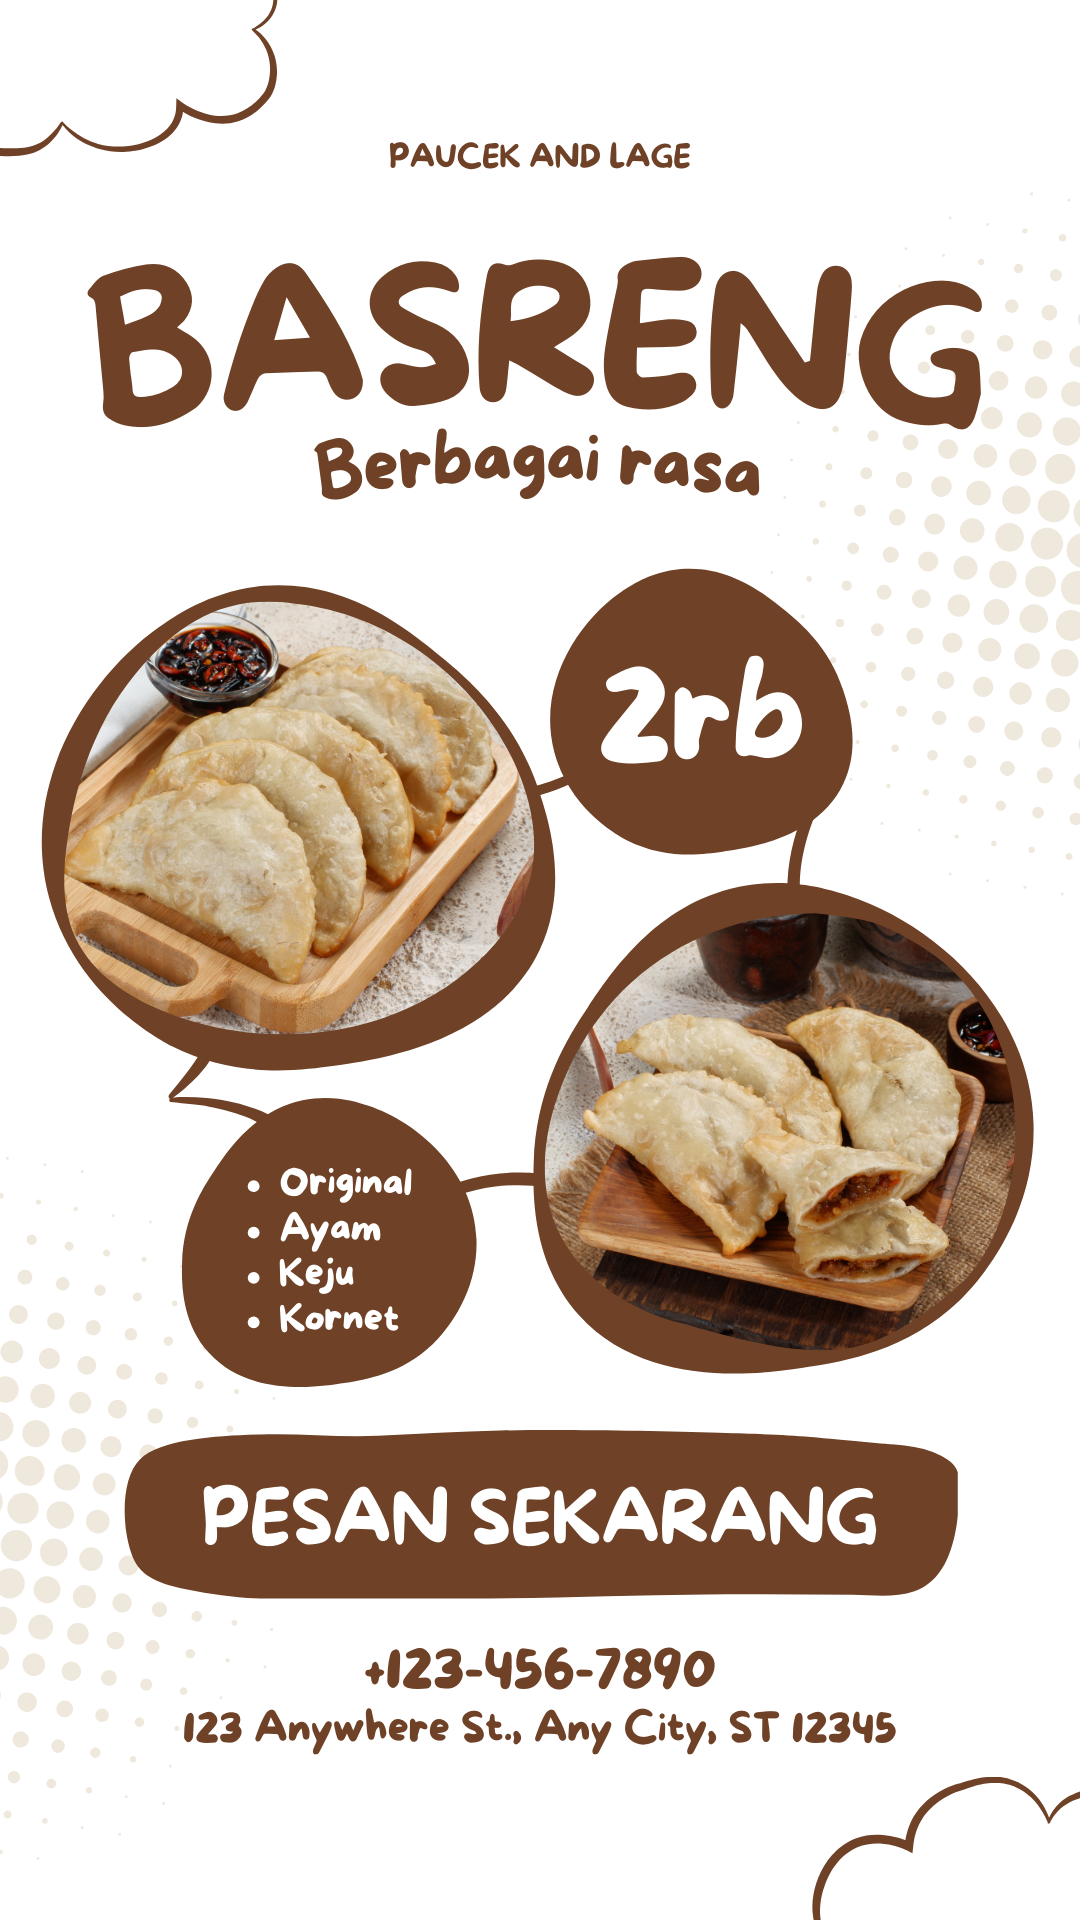 PAUCEK AND LAGE
BASRENG
Berbagai rasa
2rb
• Original
• Ayam
• Keju
• Kornet
PESAN SEKARANG
+123-456-7890
123 Anywhere St., Any City, ST 12345